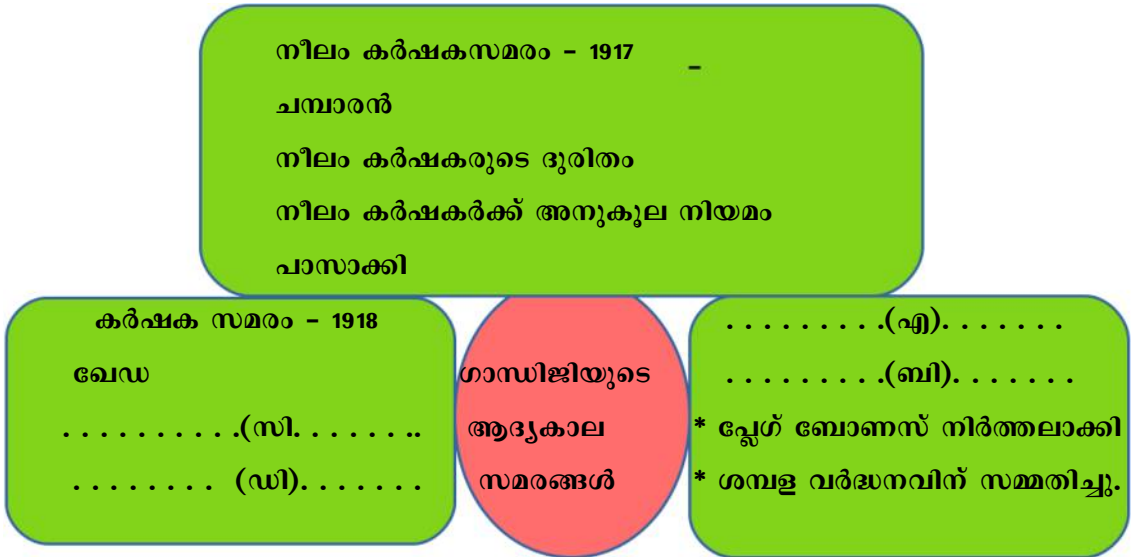 നീലം കർഷകസമരം - 1917 -
ചമ്പാരൻ
നീലം കർഷകരുടെ ദുരിതം
നീലം കർഷകർക്ക് അനുകൂല നിയമം
പാസാക്കി
കർഷക സമരം - 1918
ഖേഡ
. . . . . . . . . .(സി. . . . . . . ..
. . . . . . . . (ഡി). . . . . . .
ഗാന്ധിജിയുടെ
ആദ്യകാല
സമരങ്ങൾ
. . . . . . . . .(എ). . . . . . .
. . . . . . . . .(ബി). . . . . . .
* പ്ലേഗ് ബോണസ് നിർത്തലാക്കി
* ശമ്പള വർദ്ധനവിന് സമ്മതിച്ചു.